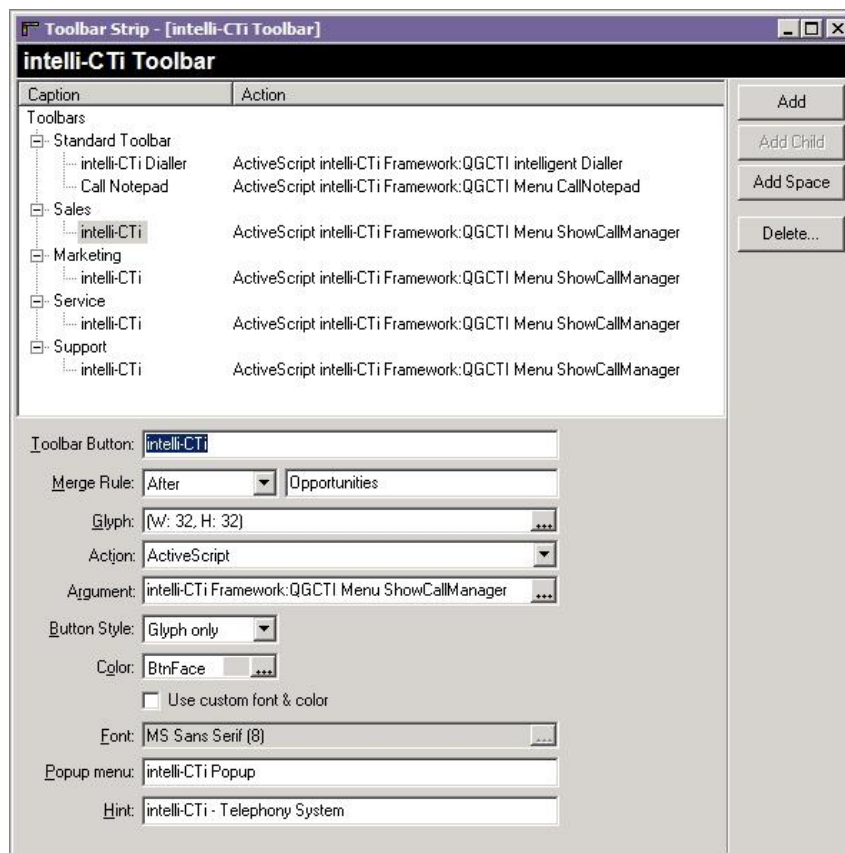 Toolbar Strip - [intelli-CTi Toolbar]
intelli-CTi Toolbar
Caption Action
Toolbars
Standard Toolbar
intelli-CTi Dialler ActiveScript intelli-CTi Framework:QGCTI intelligent Dialler
Call Notepad ActiveScript intelli-CTi Framework:QGCTI Menu CallNotepad
Sales
intelli-CTi ActiveScript intelli-CTi Framework:QGCTI Menu ShowCallManager
Marketing
intelli-CTi ActiveScript intelli-CTi Framework:QGCTI Menu ShowCallManager
Service
intelli-CTi ActiveScript intelli-CTi Framework:QGCTI Menu ShowCallManager
Support
intelli-CTi ActiveScript intelli-CTi Framework:QGCTI Menu ShowCallManager
Add
Add Child
Add Space
Delete...
Toolbar Button: intelli-CTi
Merge Rule: After Opportunities
Glyph: (W: 32, H: 32) ...
Action: ActiveScript
Argument: intelli-CTi Framework:QGCTI Menu ShowCallManager ...
Button Style: Glyph only
Color: BtnFace ...
Use custom font & color
Font: MS Sans Serif (8) ...
Popup menu: intelli-CTi Popup
Hint: intelli-CTi - Telephony System